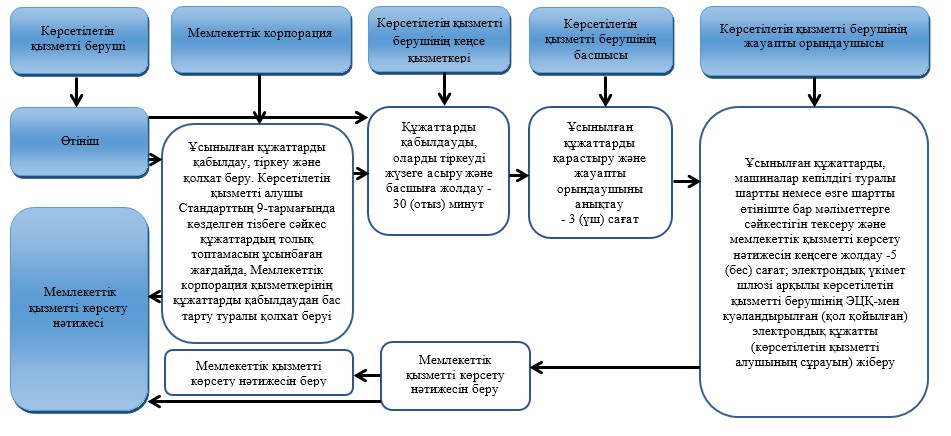 Көрсетілетін
қызметті беруші
Мемлекеттік корпорация
Көрсетілетін қызметті
берушінің кеңсе
қызметкері
Көрсетілетін
қызметті берушінің
басшысы
Көрсетілетін қызметті берушінің
жауапты орындаушысы
Өтініш
Ұсынылған құжаттарды
қабылдау, тіркеу және
қолхат беру. Көрсетілетін
қызметті алушы
Стандарттың 9-тармағында
көзделген тізбеге сәйкес
құжаттардың толық
топтамасын ұсынбаған
жағдайда, Мемлекеттік
корпорация қызметкерінің
құжаттарды қабылдаудан бас
тарту туралы қолхат беруі
Құжаттарды
қабылдауды,
оларды тіркеуді
жүзеге асыру және
басшыға жолдау -
30 (отыз) минут
Ұсынылған
құжаттарды
қарастыру және
жауапты
орындаушыны
анықтау
- 3 (үш) сағат
Ұсынылған құжаттарды,
машиналар кепілдігі туралы
шартты немесе өзге шартты
өтініште бар мәліметтерге
сәйкестігін тексеру және
мемлекеттік қызметті көрсету
нәтижесін кеңсеге жолдау -5
(бес) сағат; электрондық үкімет
шлюзі арқылы көрсетілетін
қызметті берушінің ЭЦҚ-мен
куәландырылған (қол қойылған)
электрондық құжатты
(көрсетілетін қызметті
алушының сұрауын) жіберу
Мемлекеттік
қызметті көрсету
нәтижесі
Мемлекеттік қызметті
көрсету нәтижесін беру
Мемлекеттік
қызметті көрсету
нәтижесін беру